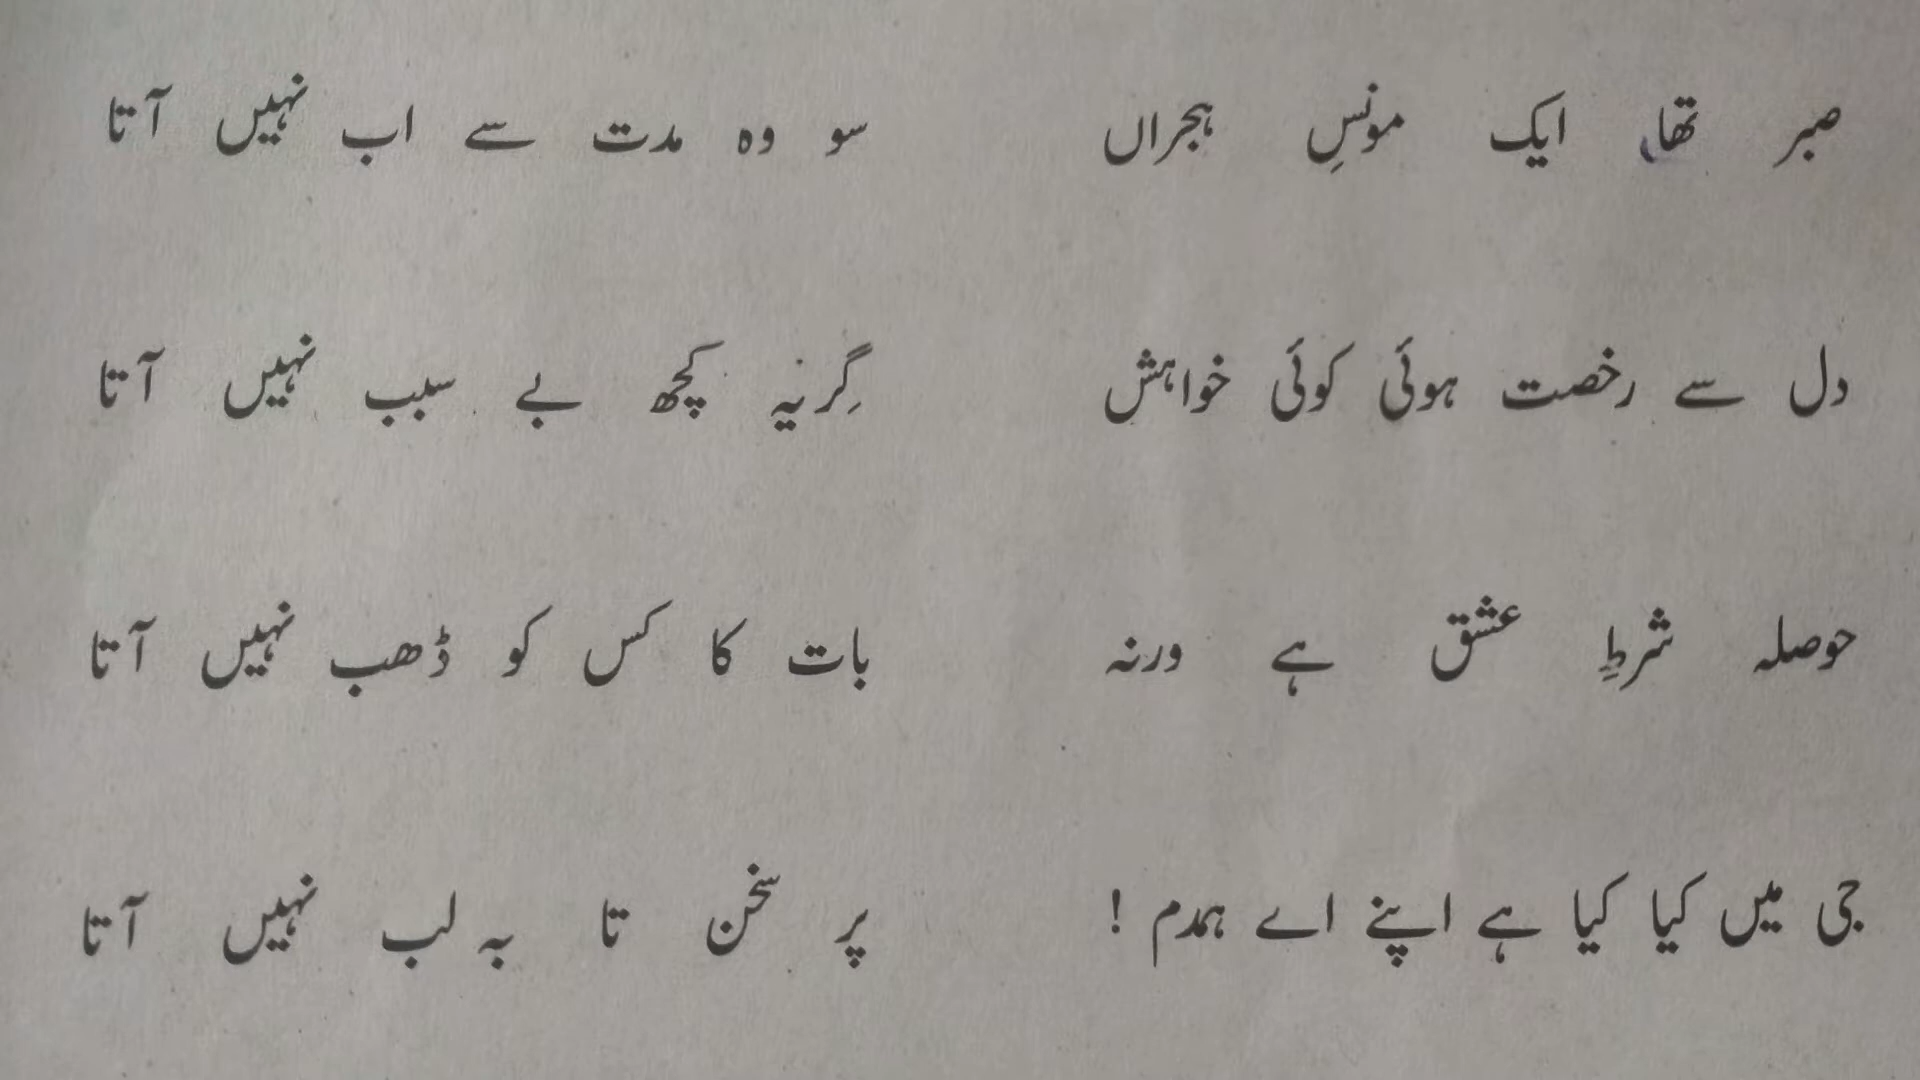 صبر تھا ایک مونسِ ہجراں سو وہ مدت سے اب نہیں آتا
دل سے رخصت ہوئی کوئی خواہش گِریہ کچھ بے سبب نہیں آتا
حوصلہ شرطِ عشق ہے ورنہ بات کا کس کو ڈھب نہیں آتا
جی میں کیا کیا ہے اپنے اے ہمدم ! پر سخن تا بہ لب نہیں آتا